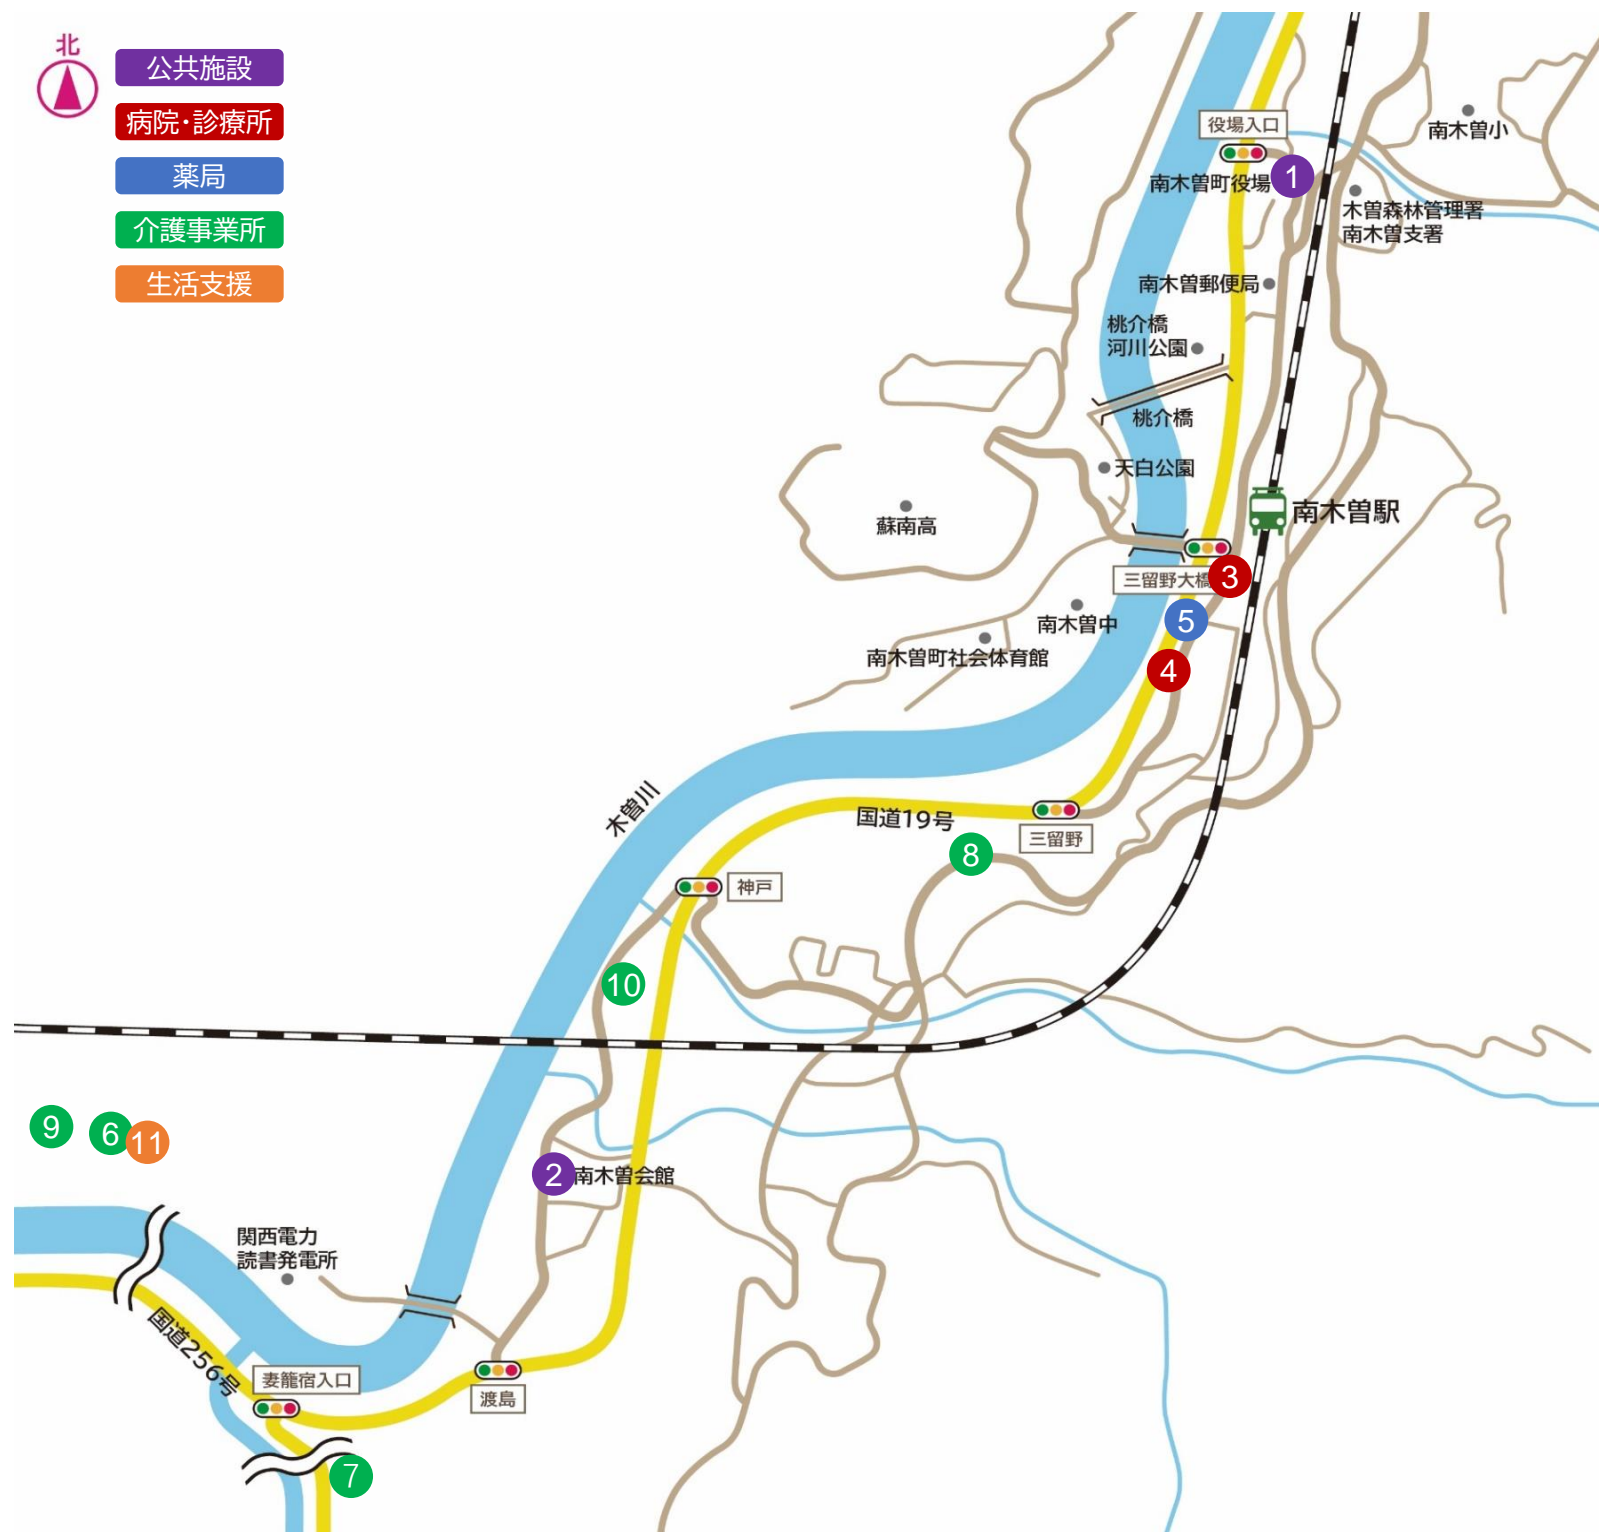 北
公共施設
病院・診療所
薬局
介護事業所
生活支援
役場入口
南木曽小
南木曽町役場
1
木曽森林管理署
南木曽支署
南木曽郵便局
桃介橋
河川公園
桃介橋
天白公園
蘇南高
南木曽駅
三留野大橋
3
南木曽中
5
南木曽町社会体育館
4
木曽川
国道19号
三留野
8
神戸
10
9
6
11
2
南木曽会館
関西電力
読書発電所
国道256号
妻籠宿入口
渡島
7